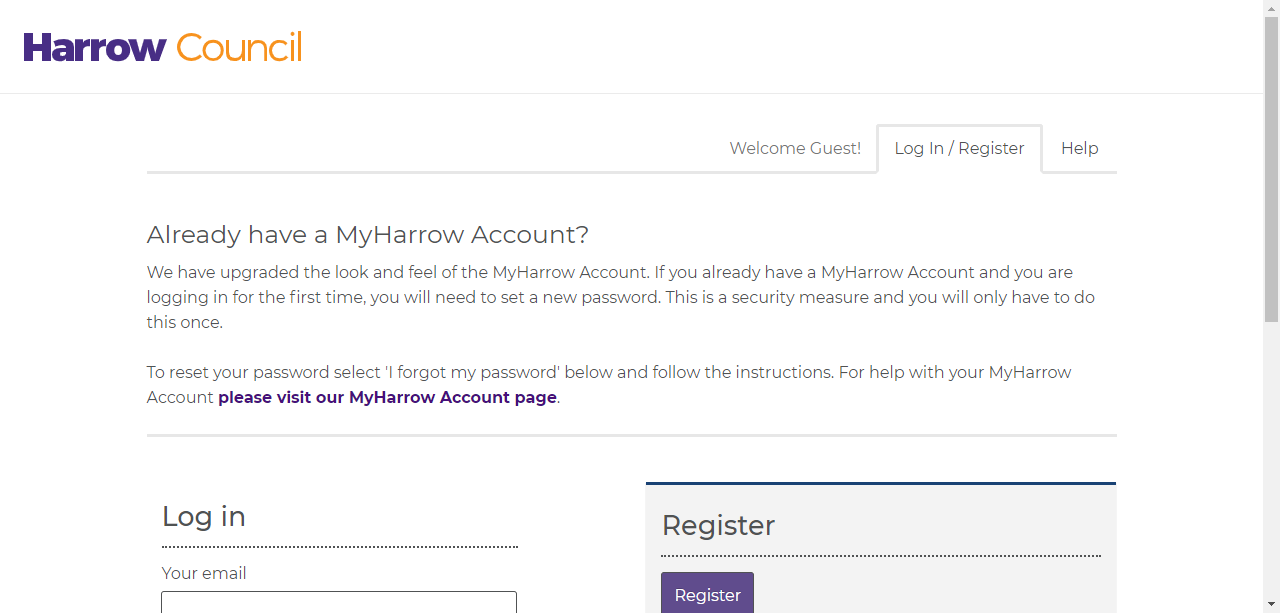 Harrow Council
Welcome Guest!
Log In / Register
Help
Already have a MyHarrow Account?
We have upgraded the look and feel of the MyHarrow Account. If you already have a MyHarrow Account and you are
logging in for the first time, you will need to set a new password. This is a security measure and you will only have to do
this once.
To reset your password select 'I forgot my password' below and follow the instructions. For help with your MyHarrow
Account please visit our MyHarrow Account page.
Log in
Your email
Register
Register